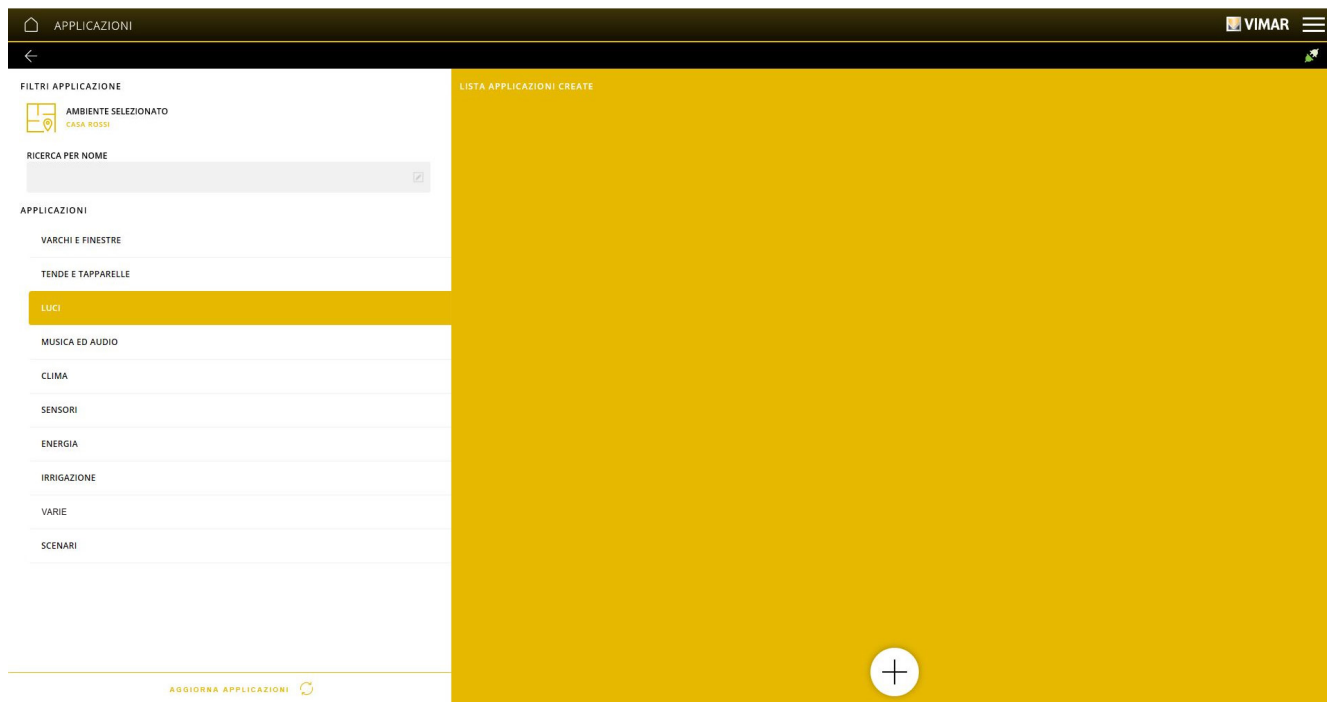 APPLICAZIONI
VIMAR
FILTRI APPLICAZIONE
LISTA APPLICAZIONI CREATE
AMBIENTE SELEZIONATO
CASA ROSSI
RICERCA PER NOME
APPLICAZIONI
VARCHI E FINESTRE
TENDE E TAPPARELLE
LUCI
MUSICA ED AUDIO
CLIMA
SENSORI
ENERGIA
IRRIGAZIONE
VARIE
SCENARI
AGGIORNA APPLICAZIONI